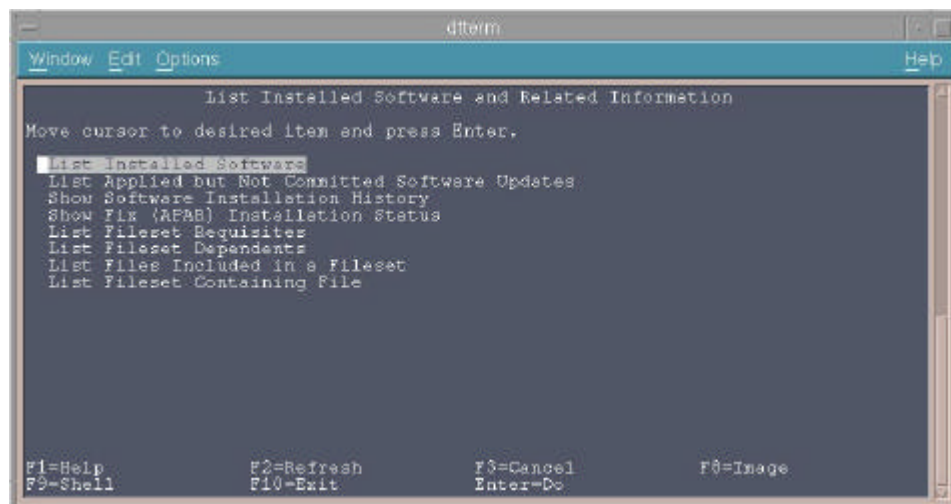 dtterm
Window Edit Options Help
List Installed Software and Related Information
Move cursor to desired item and press Enter.
List Installed Software
List Applied but Not Committed Software Updates
Show Software Installation History
Show Fix (APAR) Installation Status
List Fileset Requisites
List Fileset Dependents
List Files Included in a Fileset
List Fileset Containing File
F1=Help F2=Refresh F3=Cancel F8=Image
F9=Shell F10=Exit Enter=Do